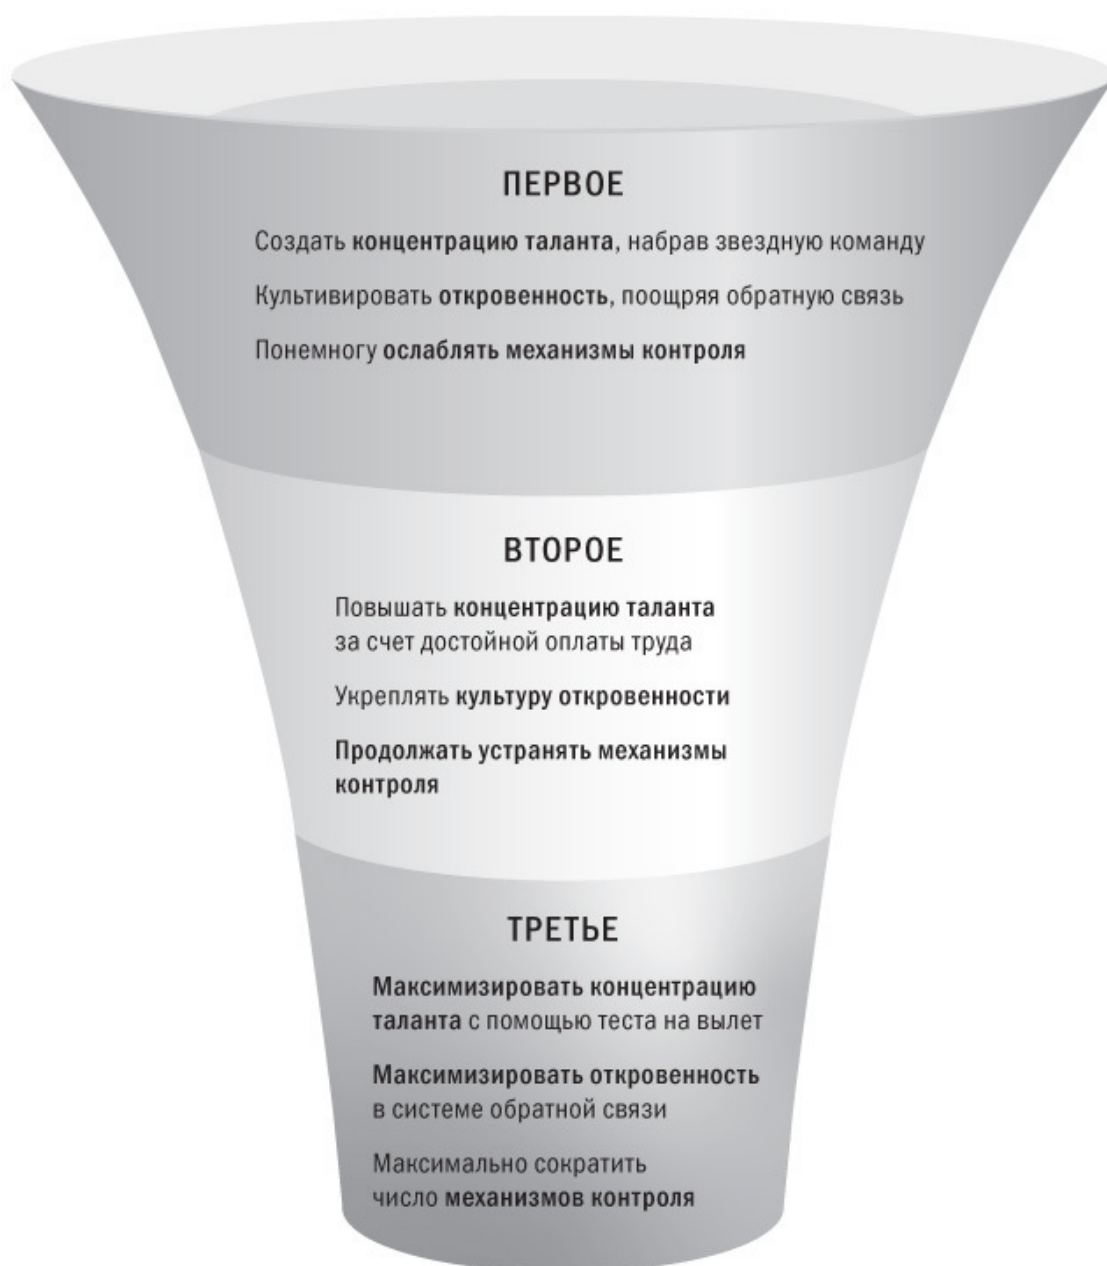 ПЕРВОЕ
Создать концентрацию таланта, набрав звездную команду
Культивировать откровенность, поощряя обратную связь
Понемногу ослаблять механизмы контроля
ВТОРОЕ
Повышать концентрацию таланта
за счет достойной оплаты труда
Укреплять культуру откровенности
Продолжать устранять механизмы
контроля
ТРЕТЬЕ
Максимизировать концентрацию
таланта с помощью теста на вылет
Максимизировать откровенность
в системе обратной связи
Максимально сократить
число механизмов контроля